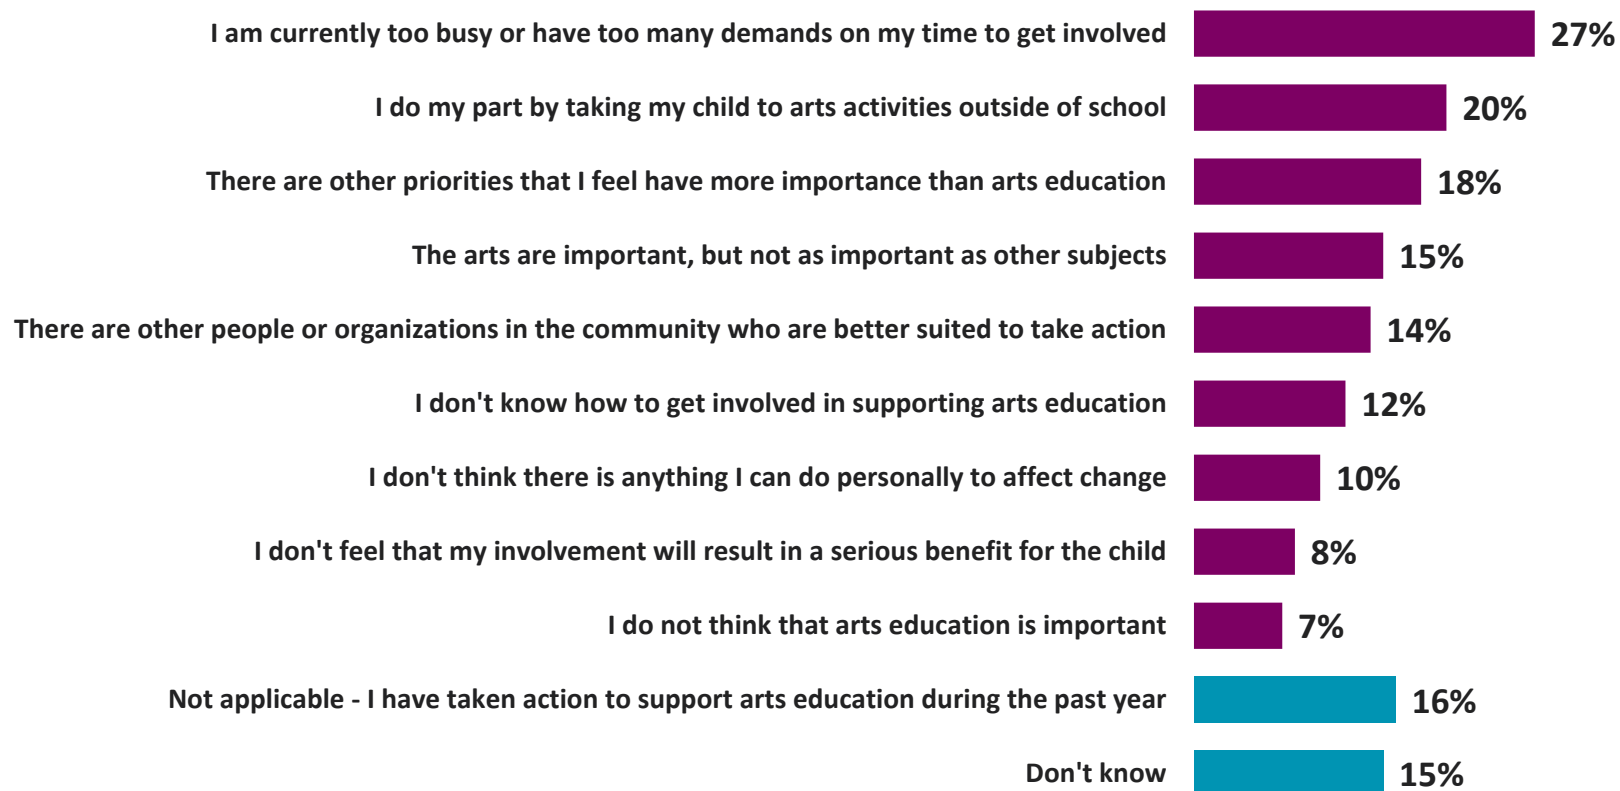 I am currently too busy or have too many demands on my time to get involved 27%
I do my part by taking my child to arts activities outside of school 20%
There are other priorities that I feel have more importance than arts education 18%
The arts are important, but not as important as other subjects 15%
There are other people or organizations in the community who are better suited to take action 14%
I don't know how to get involved in supporting arts education 12%
I don't think there is anything I can do personally to affect change 10%
I don't feel that my involvement will result in a serious benefit for the child 8%
I do not think that arts education is important 7%
Not applicable - I have taken action to support arts education during the past year 16%
Don't know 15%